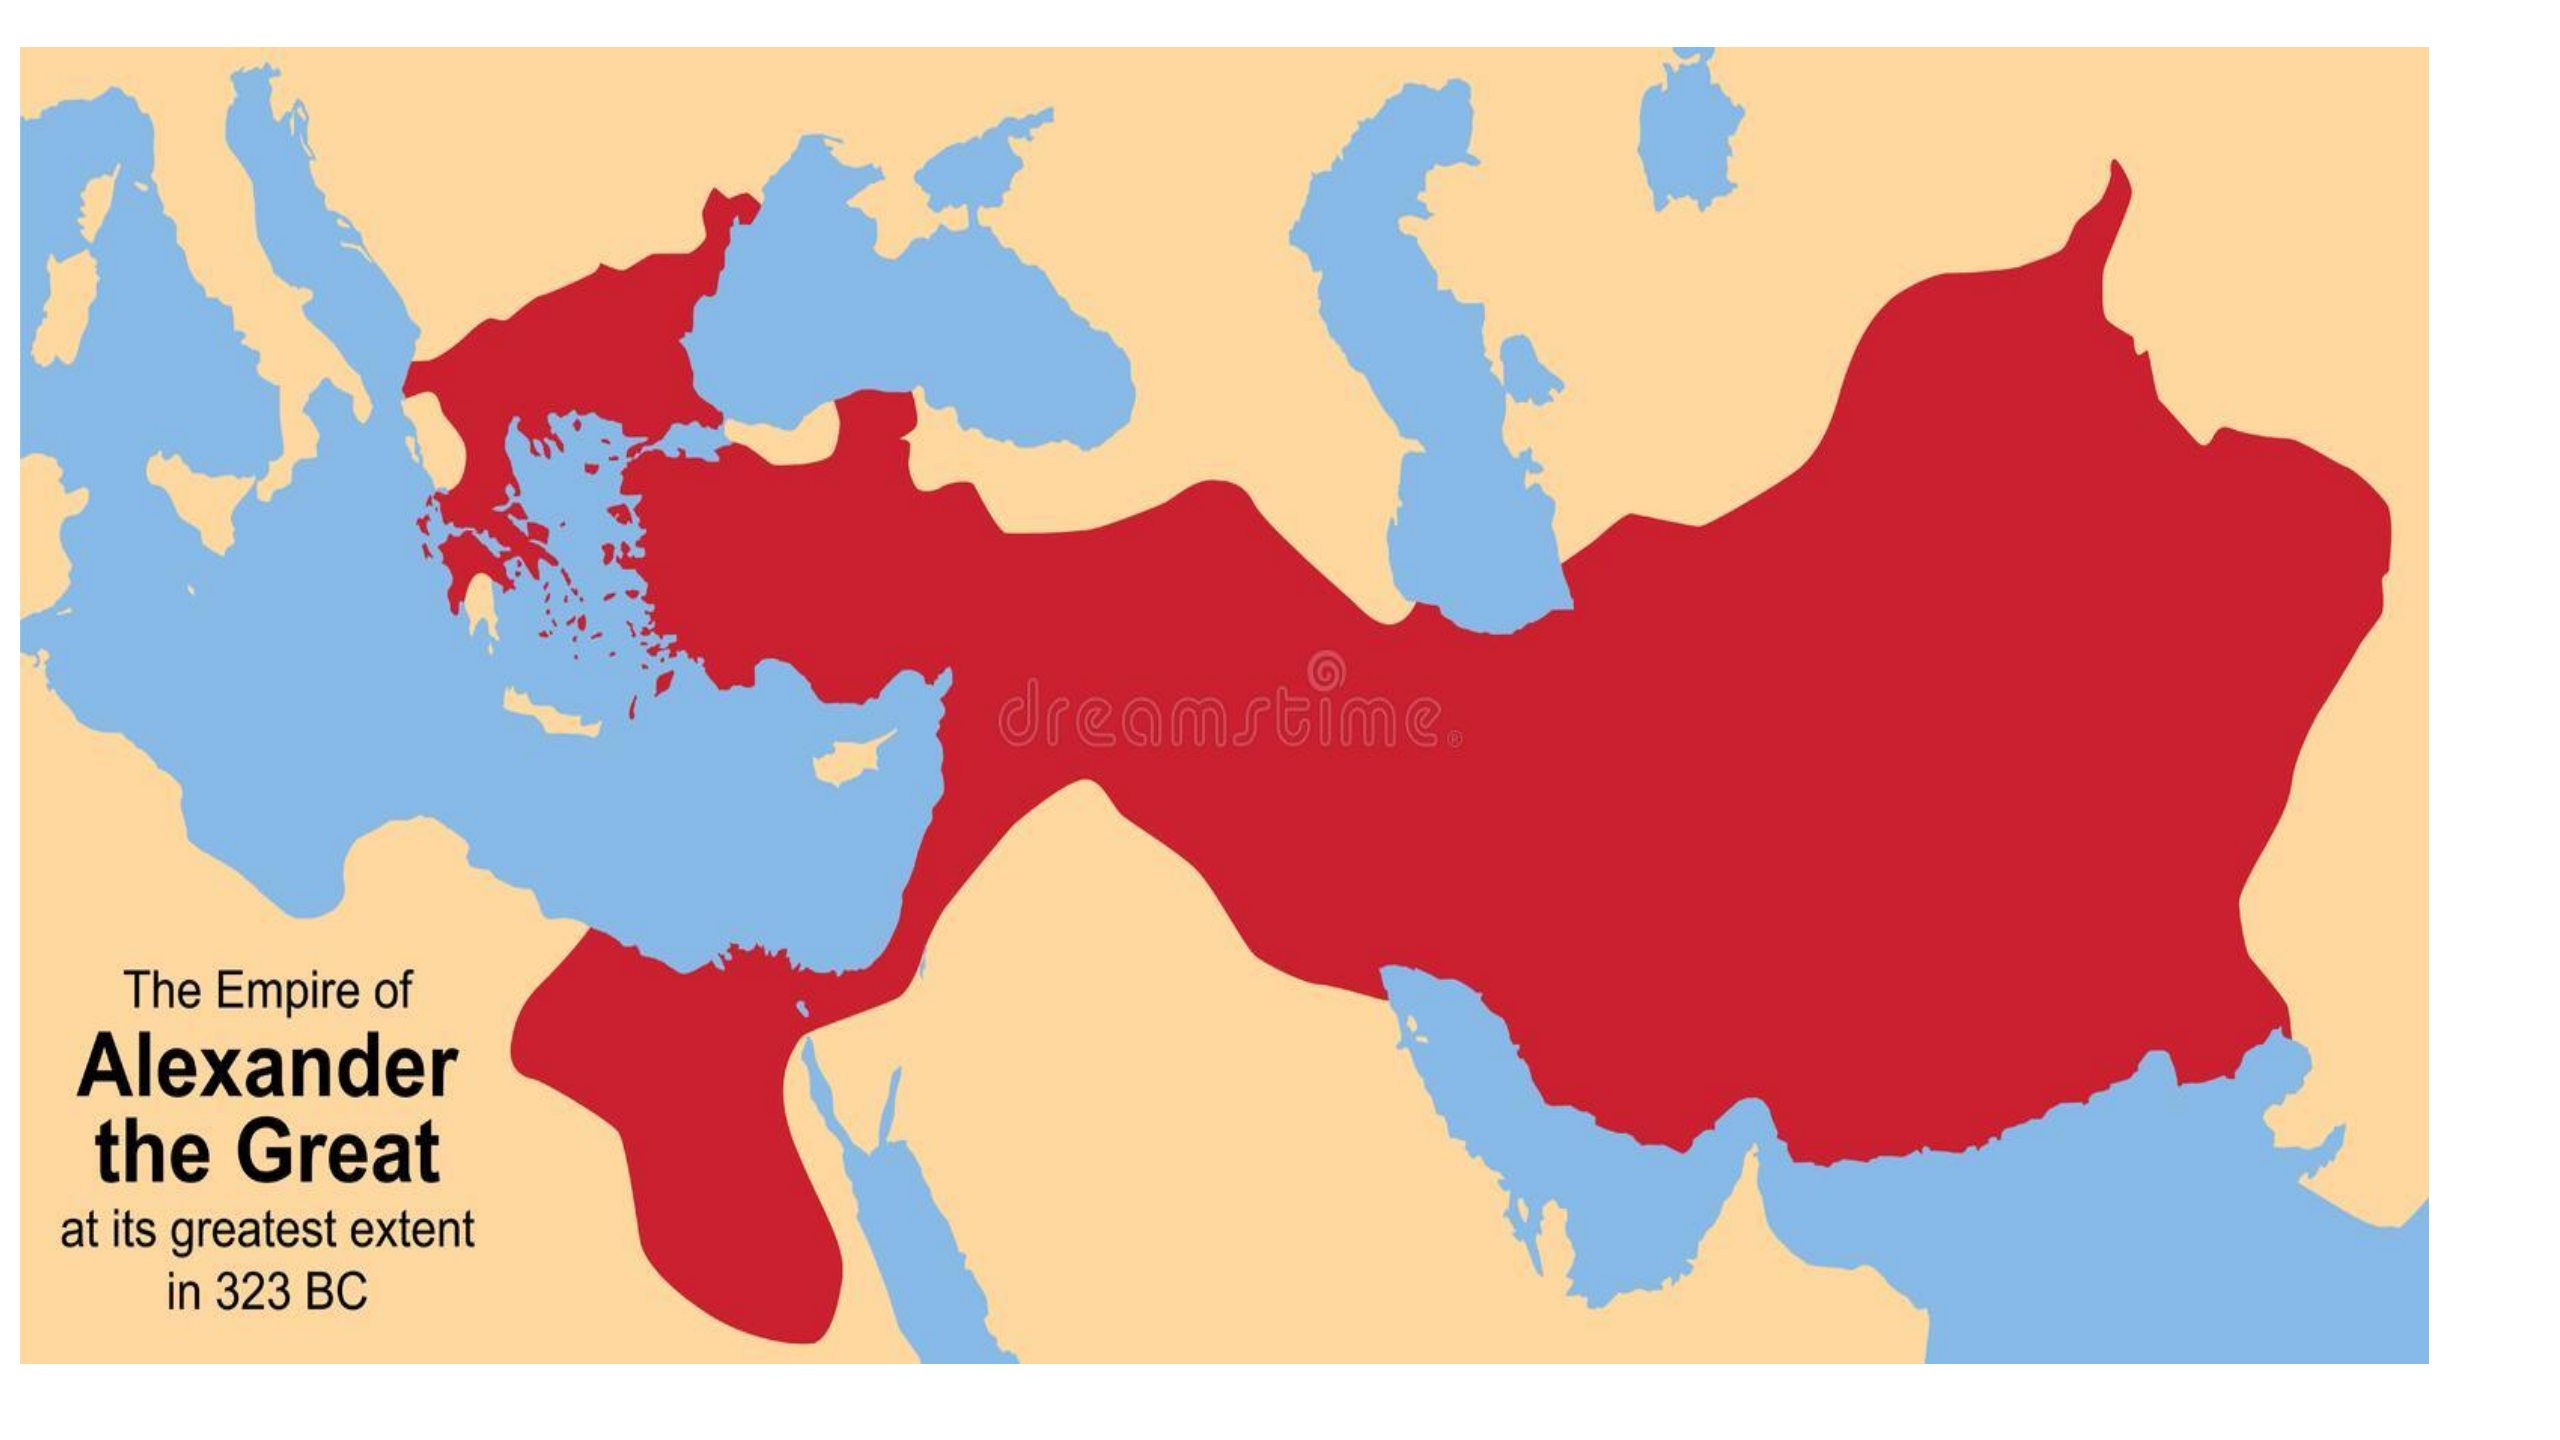 The Empire of
Alexander
the Great
at its greatest extent
in 323 BC
dreamstime®